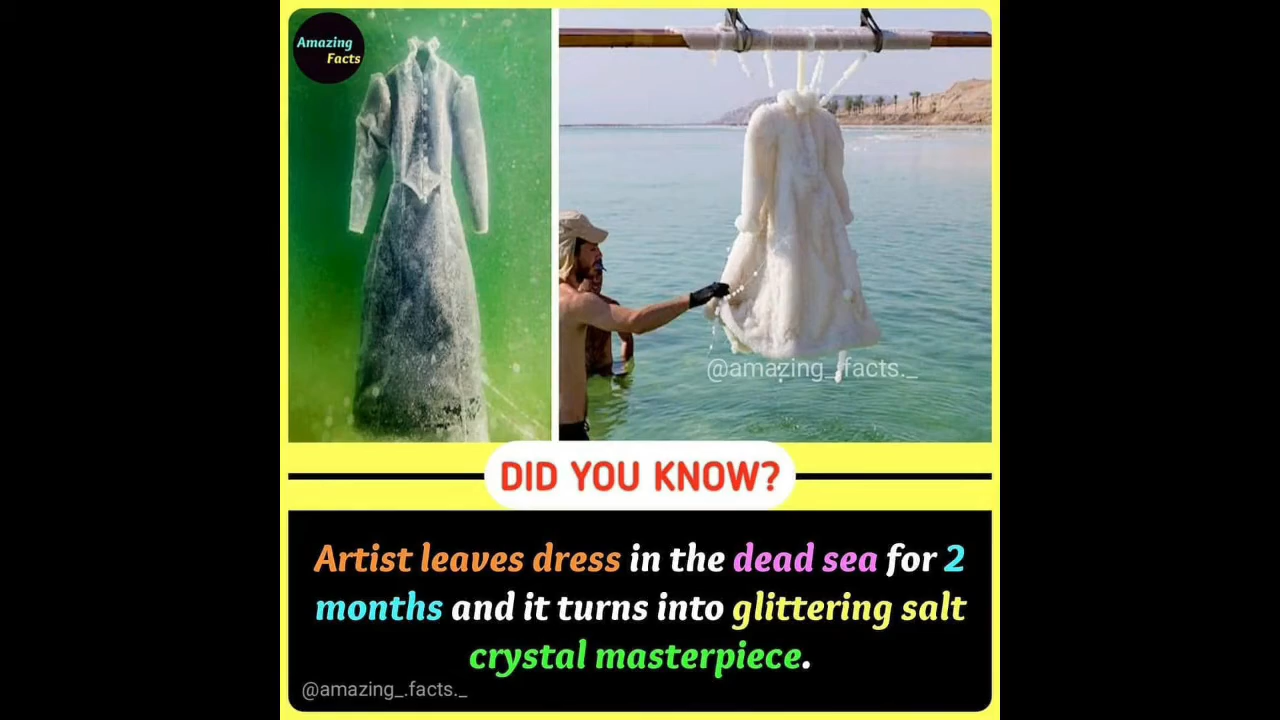 Amazing
Facts
@amazing_.facts._
DID YOU KNOW?
Artist leaves dress in the dead sea for 2
months and it turns into glittering salt
crystal masterpiece.
@amazing_.facts._